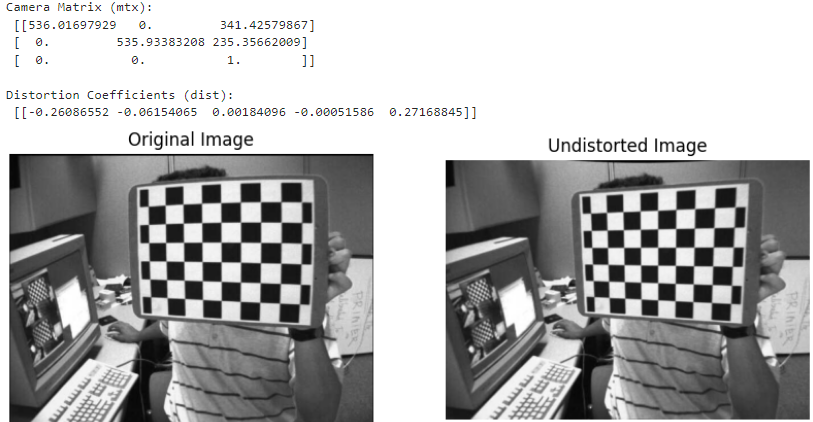 Camera Matrix (mtx):
[[536.01697929 0. 341.42579867]
[ 0. 535.93383208 235.35662009]
[ 0. 0. 1. ]]
Distortion Coefficients (dist):
[[-0.26086552 -0.06154065 0.00184096 -0.00051586 0.27168845]]
Original Image
Undistorted Image